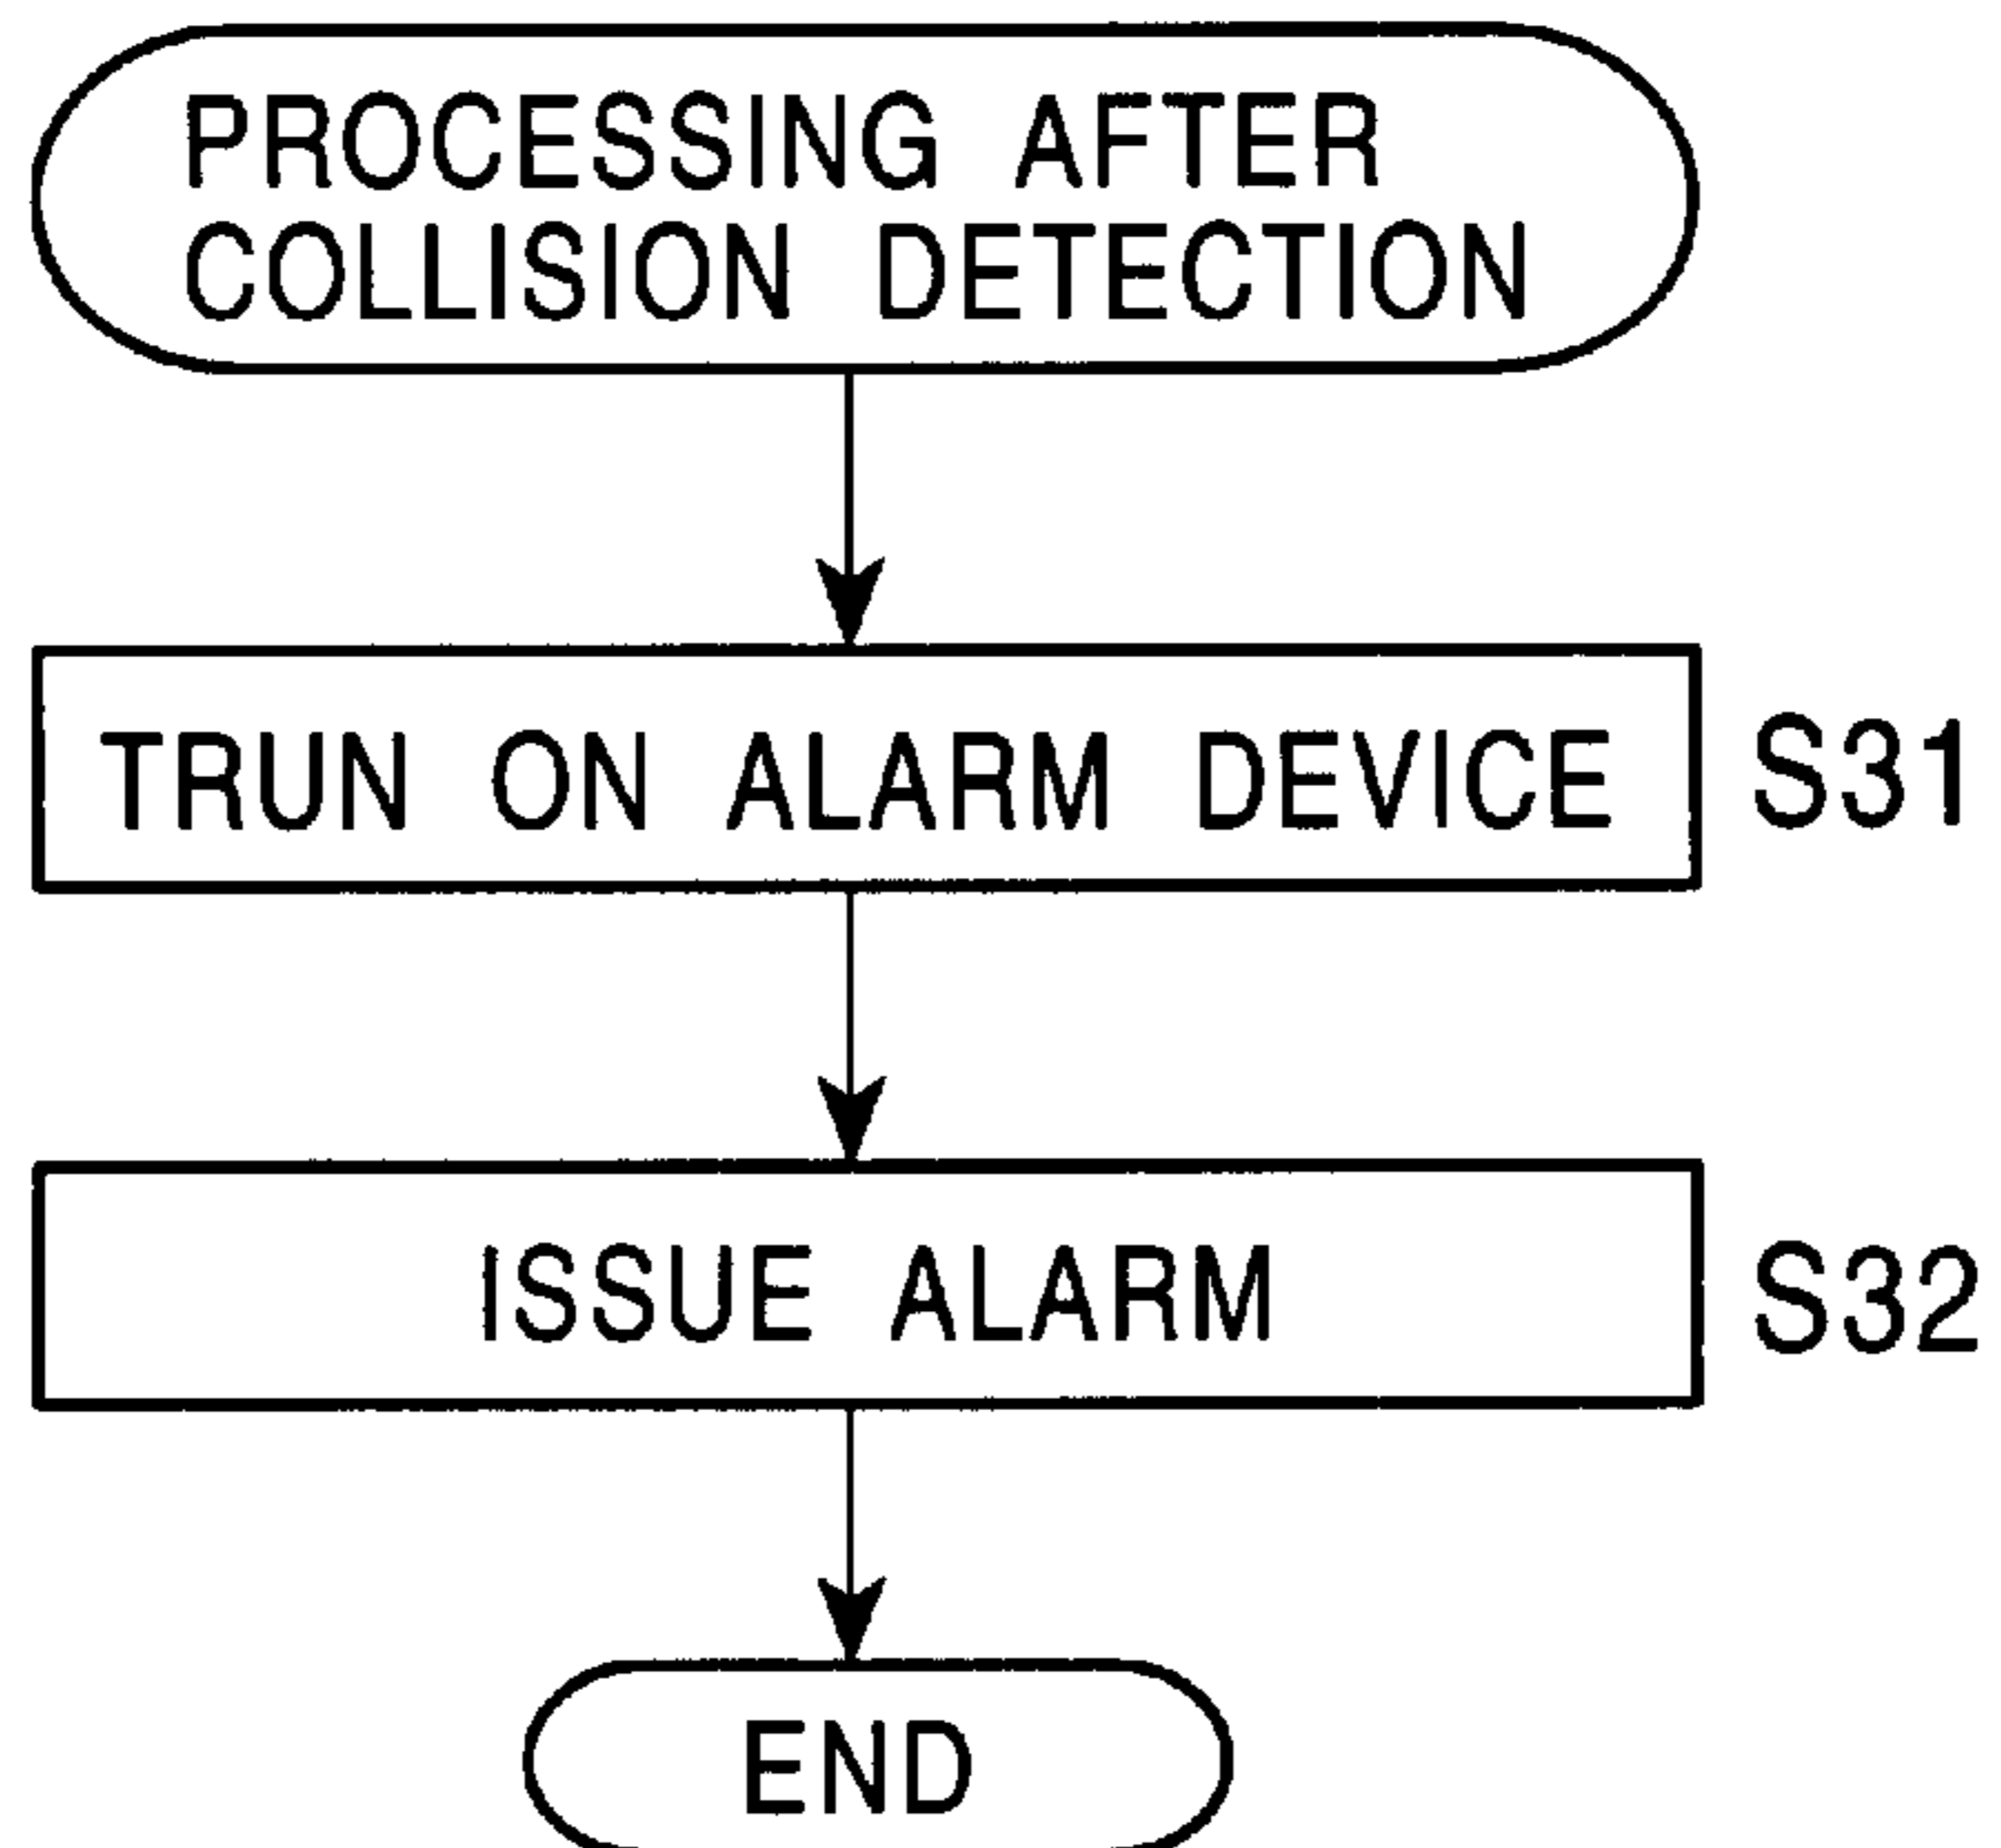 PROCESSING AFTER
COLLISION DETECTION
TRUN ON ALARM DEVICE
S31
ISSUE ALARM
S32
END